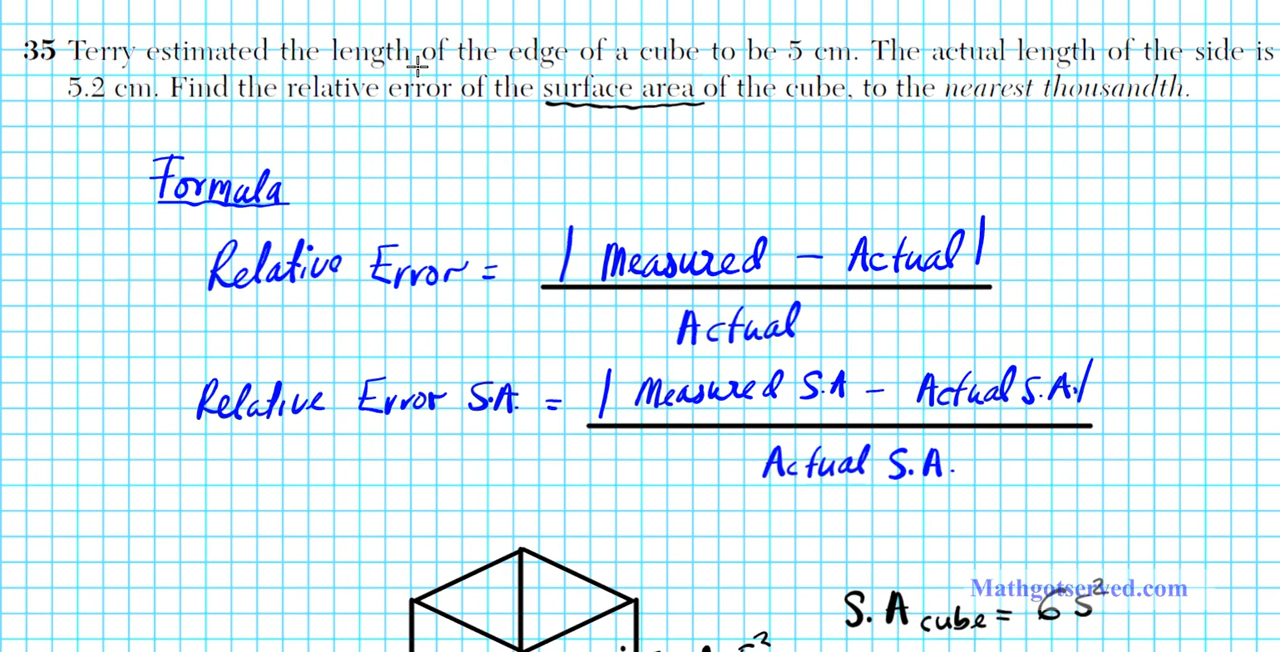 35 Terry estimated the length of the edge of a cube to be 5 cm. The actual length of the side is
5.2 cm. Find the relative error of the surface area of the cube, to the nearest thousandth.
Formula
Relative Error = | Measured - Actual |
Actual
Relative Error S.A. = | Measured S.A - Actual S.A. |
Actual S.A.
Mathgotserved.com
S.A cube = 6s²